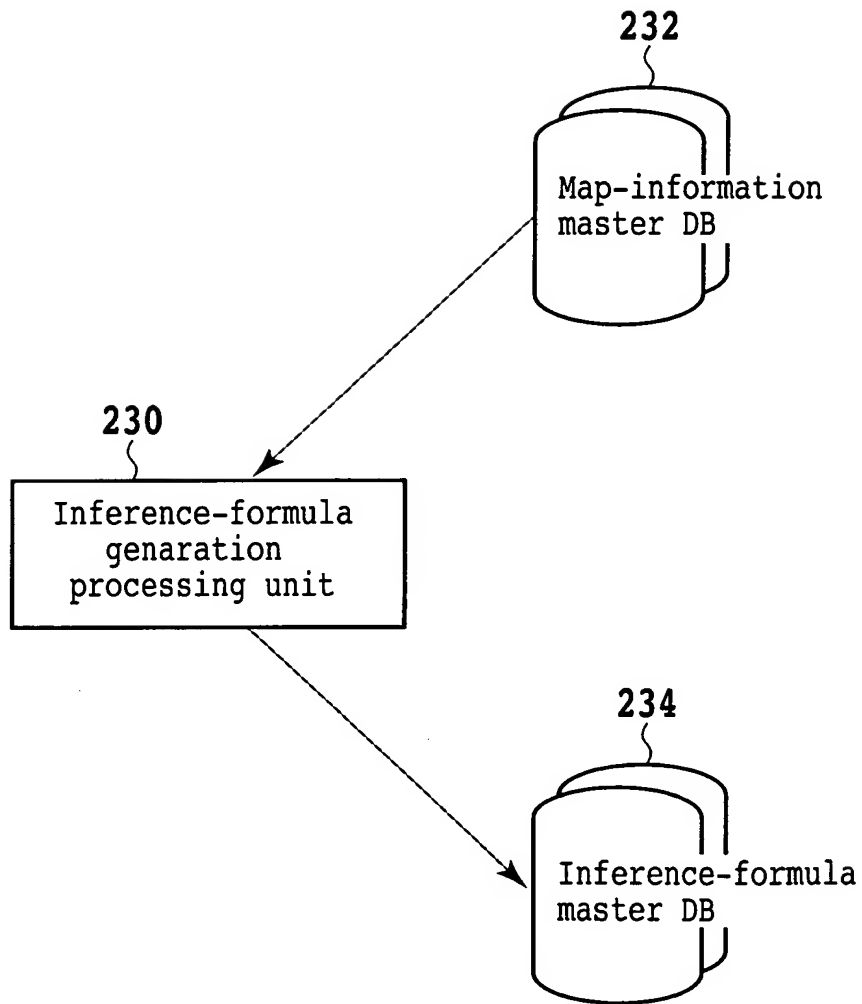 232
Map-information
master DB
230
Inference-formula
genaration
processing unit
234
Inference-formula
master DB